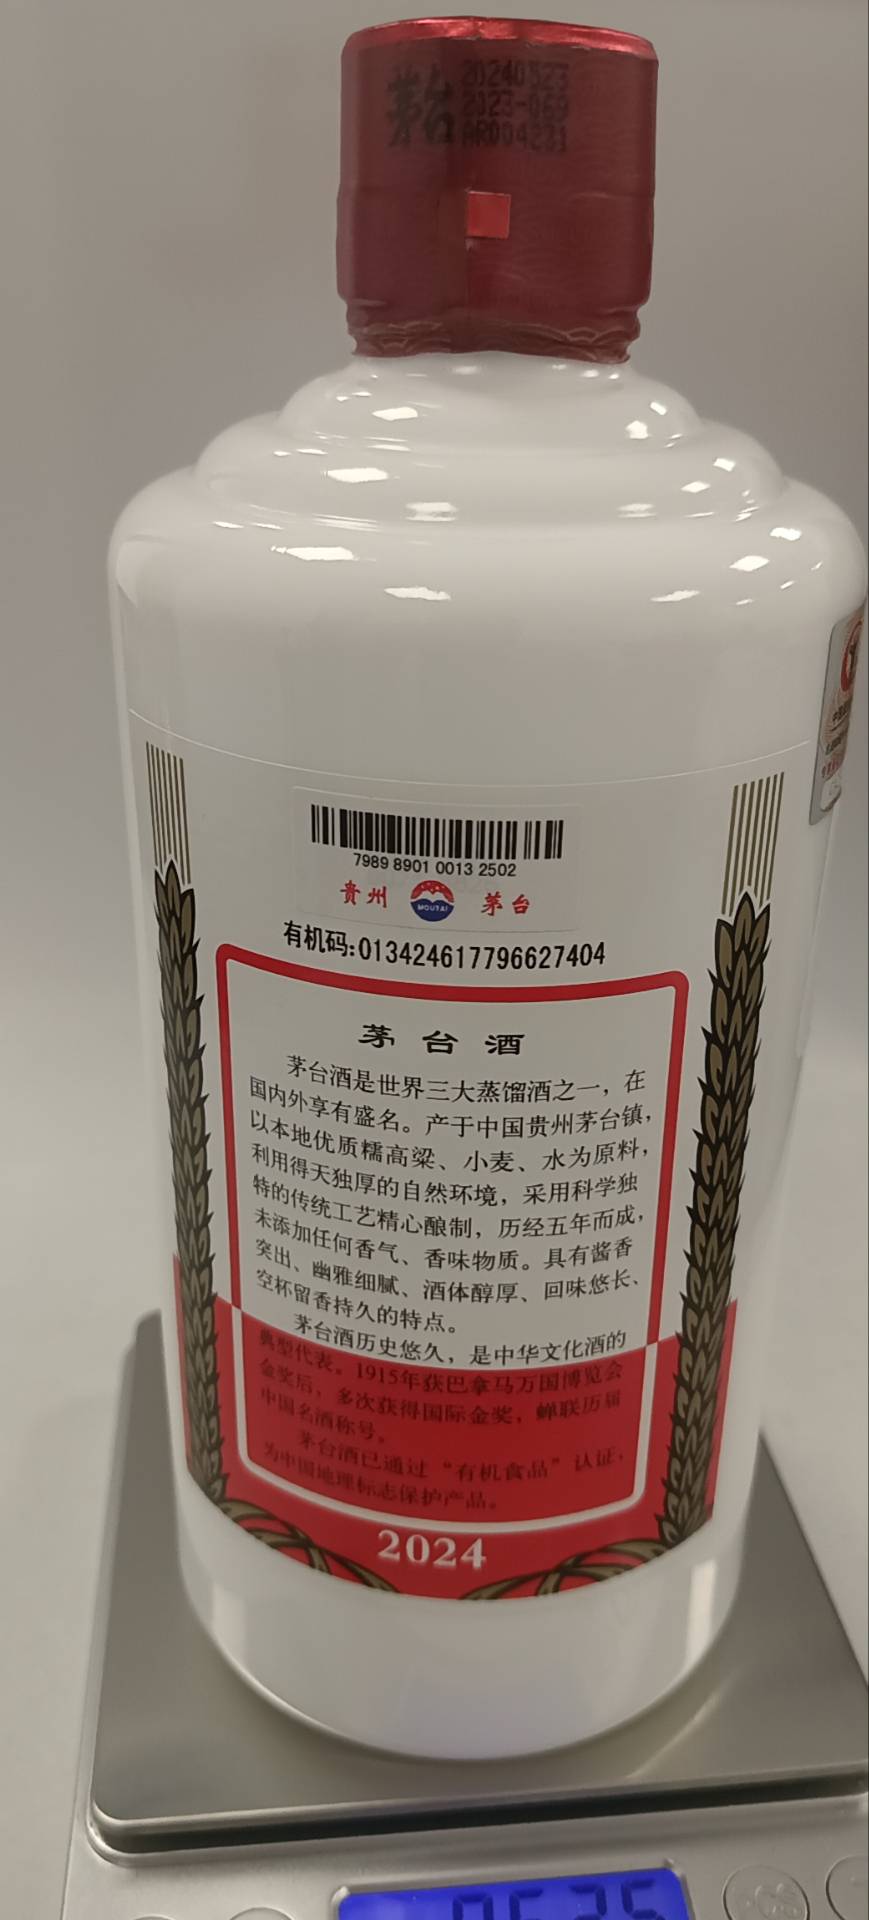 茅台
20240523
2023-069
AR004231
7989 8901 0013 2502
贵州 MOUTAI 茅台
有机码:013424617796627404
茅台酒
茅台酒是世界三大蒸馏酒之一，在
国内外享有盛名。产于中国贵州茅台镇，
以本地优质糯高粱、小麦、水为原料，
利用得天独厚的自然环境，采用科学独
特的传统工艺精心酿制，历经五年而成，
未添加任何香气、香味物质。具有酱香
突出、幽雅细腻、酒体醇厚、回味悠长、
空杯留香持久的特点。
茅台酒历史悠久，是中华文化酒的
典型代表。1915年获巴拿马万国博览会
金奖后，多次获得国际金奖，蝉联历届
中国名酒称号。
茅台酒已通过“有机食品”认证，
为中国地理标志保护产品。
2024